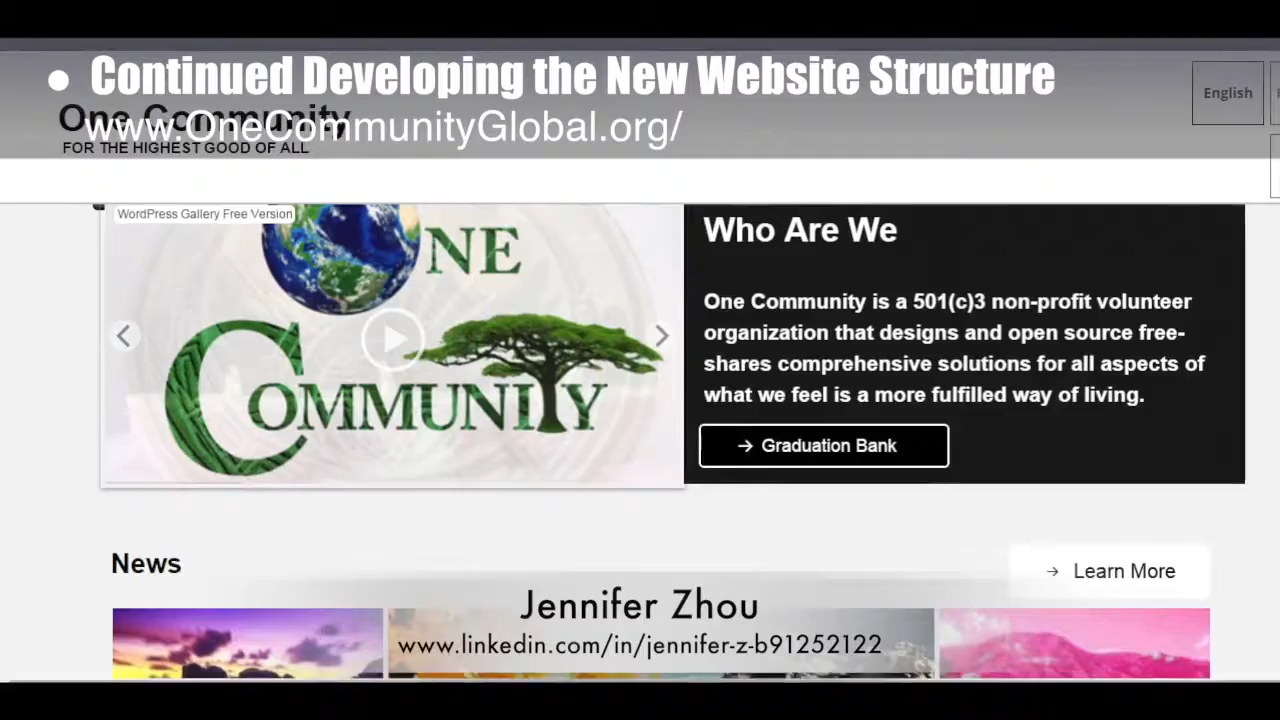 ● Continued Developing the New Website Structure
English
One Community
www.OneCommunityGlobal.org/
FOR THE HIGHEST GOOD OF ALL
WordPress Gallery Free Version
ONE
COMMUNITY
Who Are We
One Community is a 501(c)3 non-profit volunteer
organization that designs and open source free-
shares comprehensive solutions for all aspects of
what we feel is a more fulfilled way of living.
→ Graduation Bank
News
→ Learn More
Jennifer Zhou
www.linkedin.com/in/jennifer-z-b91252122